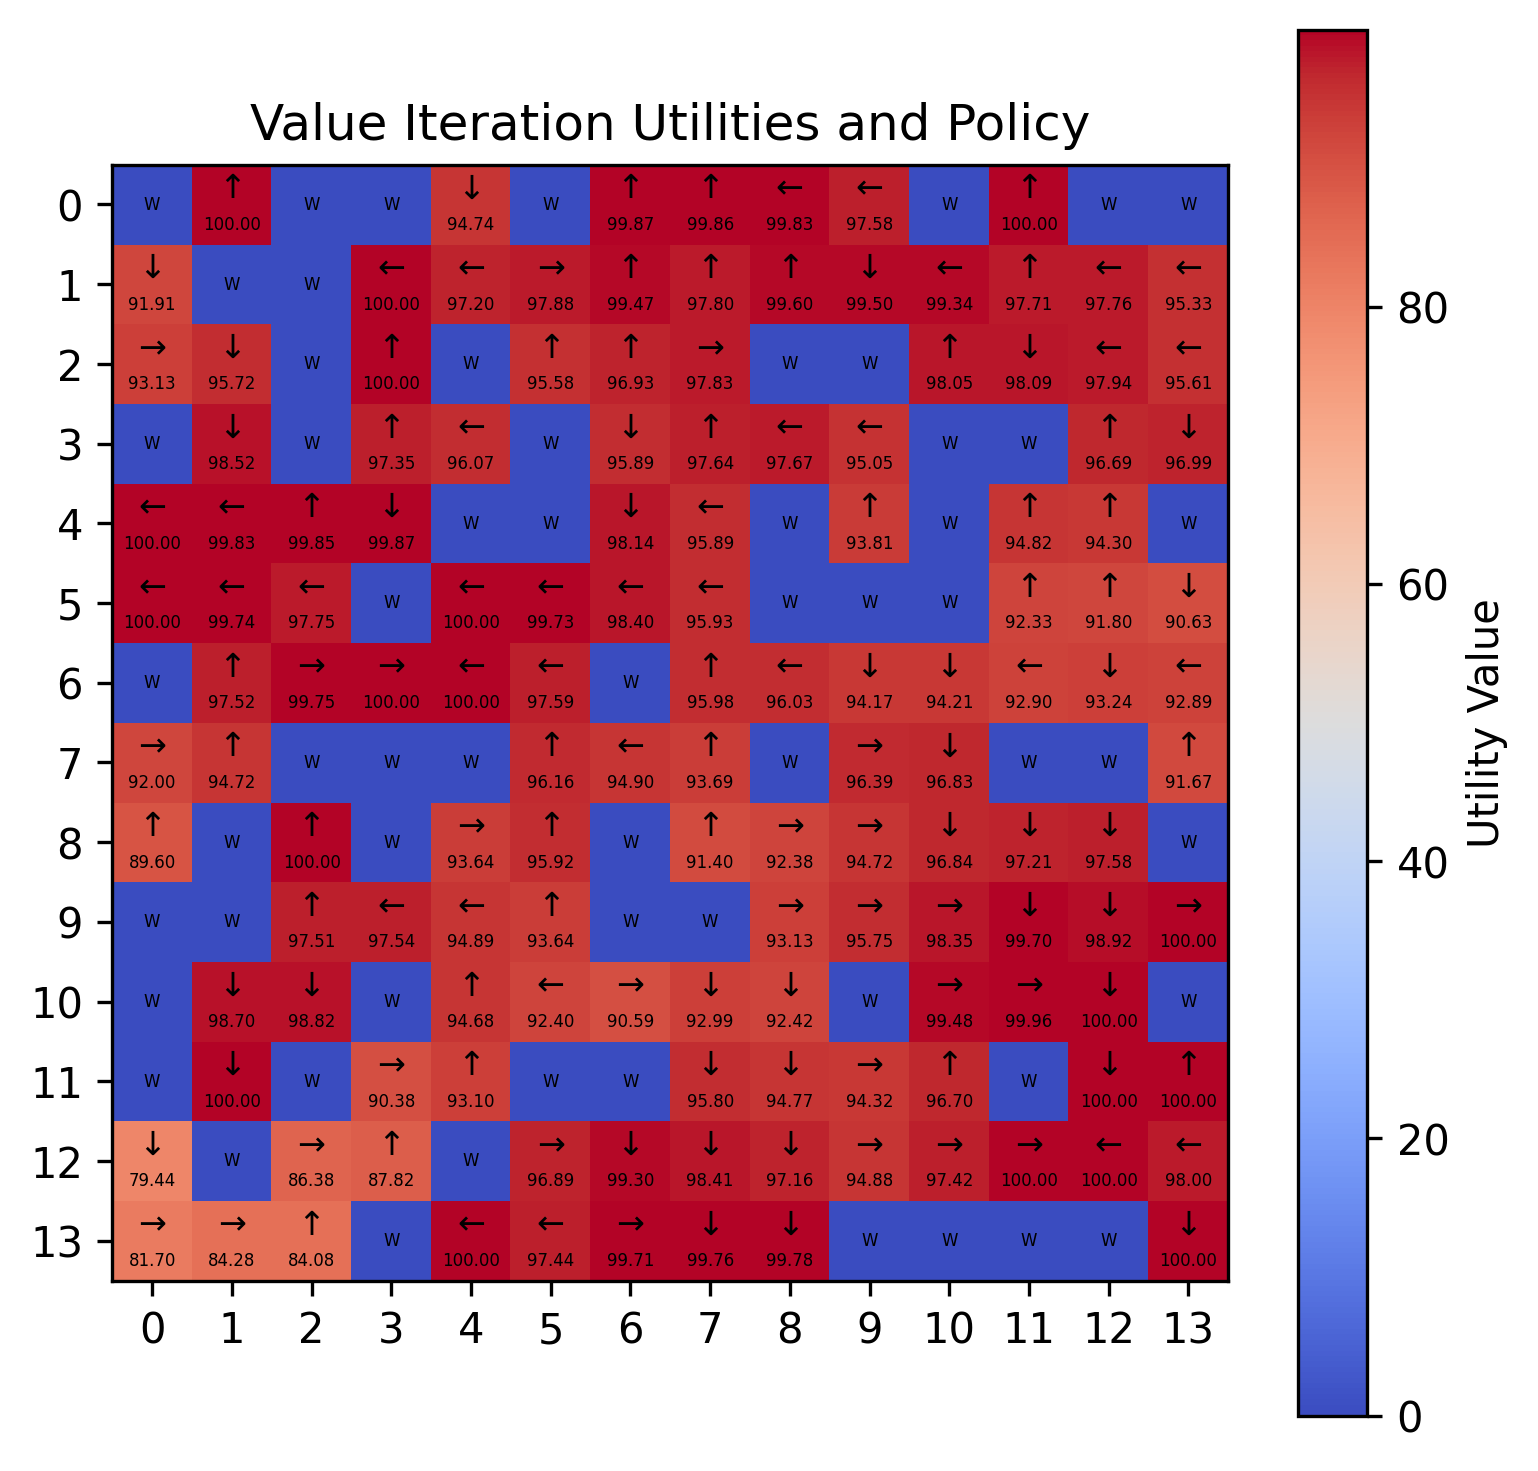 Value Iteration Utilities and Policy
0 W ↑ W W ↓ W ↑ ↑ ← ← W ↑ W W
100.00 94.74 99.87 99.86 99.83 97.58 100.00
1 ↓ W W ← ← → ↑ ↑ ↑ ↓ ← ↑ ← ←
91.91 100.00 97.20 97.88 99.47 97.80 99.60 99.50 99.34 97.71 97.76 95.33
2 → ↓ W ↑ W ↑ ↑ → W W ↑ ↓ ← ←
93.13 95.72 100.00 95.58 96.93 97.83 98.05 98.09 97.94 95.61
3 W ↓ W ↑ ← W ↓ ↑ ← ← W W ↑ ↓
98.52 97.35 96.07 95.89 97.64 97.67 95.05 96.69 96.99
4 ← ← ↑ ↓ W W ↓ ← W ↑ W ↑ ↑ W
100.00 99.83 99.85 99.87 98.14 95.89 93.81 94.82 94.30
5 ← ← ← W ← ← ← ← W W W ↑ ↑ ↓
100.00 99.74 97.75 100.00 99.73 98.40 95.93 92.33 91.80 90.63
6 W ↑ → → ← ← W ↑ ← ↓ ↓ ← ↓ ←
97.52 99.75 100.00 100.00 97.59 95.98 96.03 94.17 94.21 92.90 93.24 92.89
7 → ↑ W W W ↑ ← ↑ W → ↓ W W ↑
92.00 94.72 96.16 94.90 93.69 96.39 96.83 91.67
8 ↑ W ↑ W → ↑ W ↑ → → ↓ ↓ ↓ W
89.60 100.00 93.64 95.92 91.40 92.38 94.72 96.84 97.21 97.58
9 W W ↑ ← ← ↑ W W → → → ↓ ↓ →
97.51 97.54 94.89 93.64 93.13 95.75 98.35 99.70 98.92 100.00
10 W ↓ ↓ W ↑ ← → ↓ ↓ W → → ↓ W
98.70 98.82 94.68 92.40 90.59 92.99 92.42 99.48 99.96 100.00
11 W ↓ W → ↑ W W ↓ ↓ → ↑ W ↓ ↑
100.00 90.38 93.10 95.80 94.77 94.32 96.70 100.00 100.00
12 ↓ W → ↑ W → ↓ ↓ ↓ → → → ← ←
79.44 86.38 87.82 96.89 99.30 98.41 97.16 94.88 97.42 100.00 100.00 98.00
13 → → ↑ W ← ← → ↓ ↓ W W W W ↓
81.70 84.28 84.08 100.00 97.44 99.71 99.76 99.78 100.00
0 1 2 3 4 5 6 7 8 9 10 11 12 13
80
60
40
20
0
Utility Value